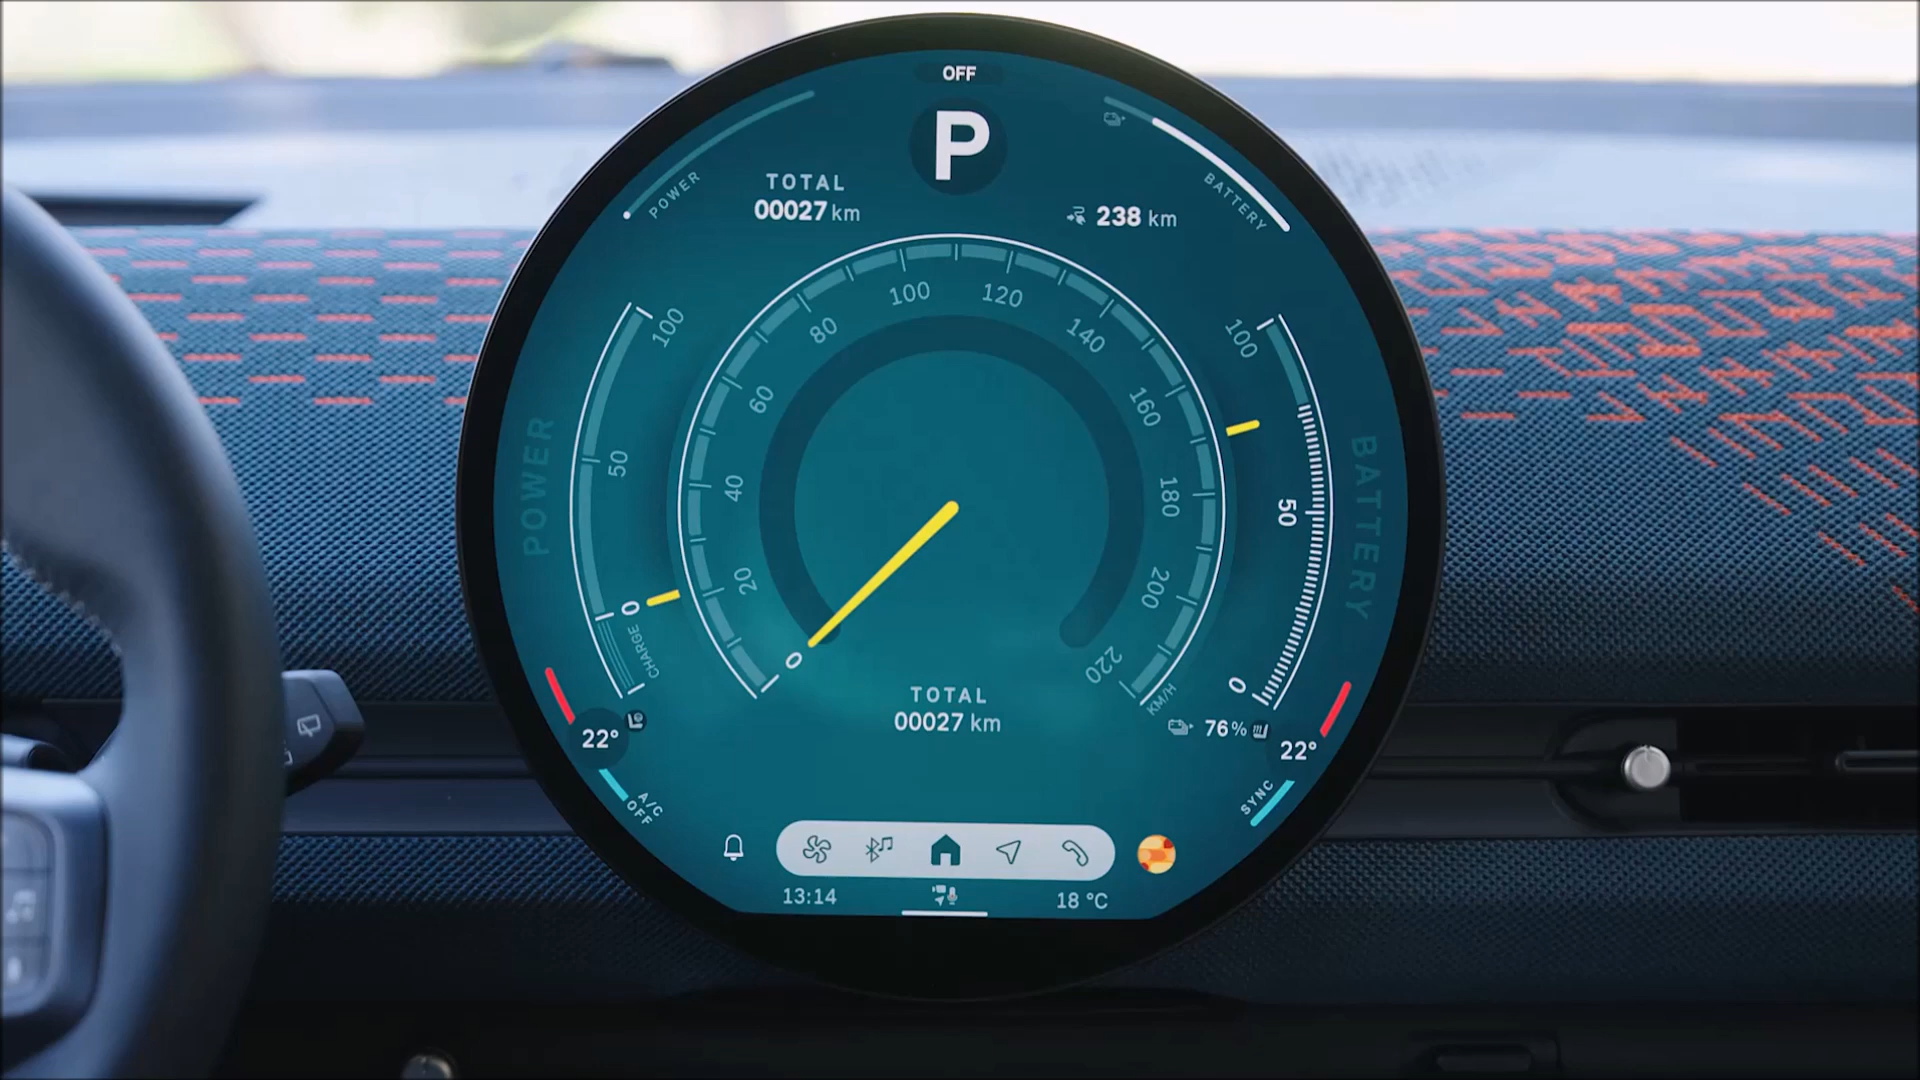 OFF
P
POWER
TOTAL
00027 km
238 km
BATTERY
POWER
100
50
0
CHARGE
0
20
40
60
80
100
120
140
160
180
200
220
KM/H
100
50
0
BATTERY
TOTAL
00027 km
76%
22°
22°
A/C
OFF
SYNC
13:14
18 °C